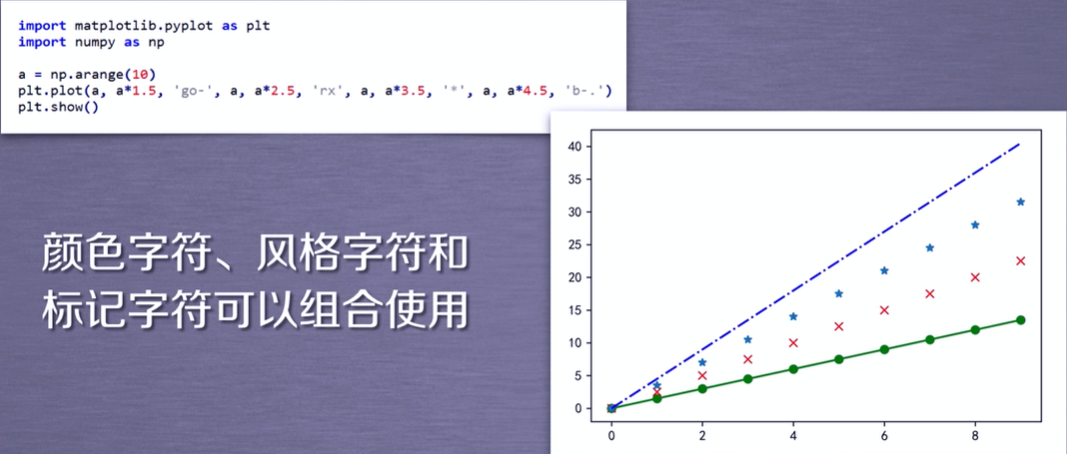 import matplotlib.pyplot as plt
import numpy as np
a = np.arange(10)
plt.plot(a, a*1.5, 'go-', a, a*2.5, 'rx', a, a*3.5, '*', a, a*4.5, 'b-.')
plt.show()
颜色字符、风格字符和
标记字符可以组合使用
40
35
30
25
20
15
10
5
0
0 2 4 6 8